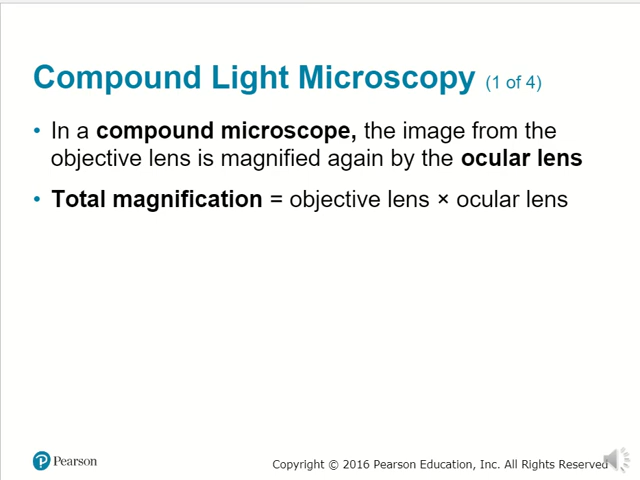 Compound Light Microscopy (1 of 4)
• In a compound microscope, the image from the
objective lens is magnified again by the ocular lens
• Total magnification = objective lens × ocular lens
Pearson
Copyright © 2016 Pearson Education, Inc. All Rights Reserved